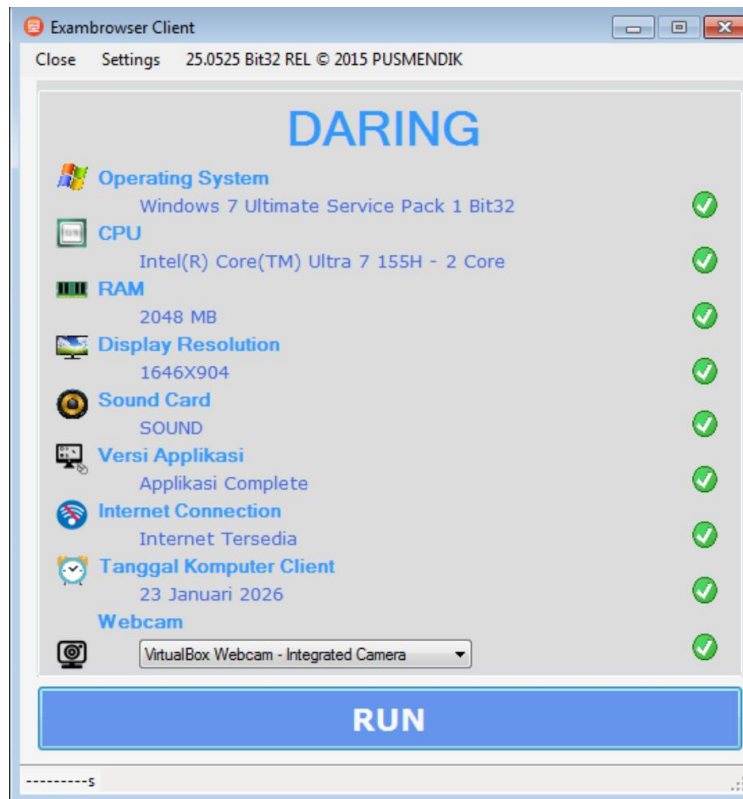 Exambrowser Client
Close Settings 25.0525 Bit32 REL © 2015 PUSMENDIK
DARING
Operating System
Windows 7 Ultimate Service Pack 1 Bit32
CPU
Intel(R) Core(TM) Ultra 7 155H - 2 Core
RAM
2048 MB
Display Resolution
1646X904
Sound Card
SOUND
Versi Applikasi
Applikasi Complete
Internet Connection
Internet Tersedia
Tanggal Komputer Client
23 Januari 2026
Webcam
VirtualBox Webcam - Integrated Camera
RUN
---------s